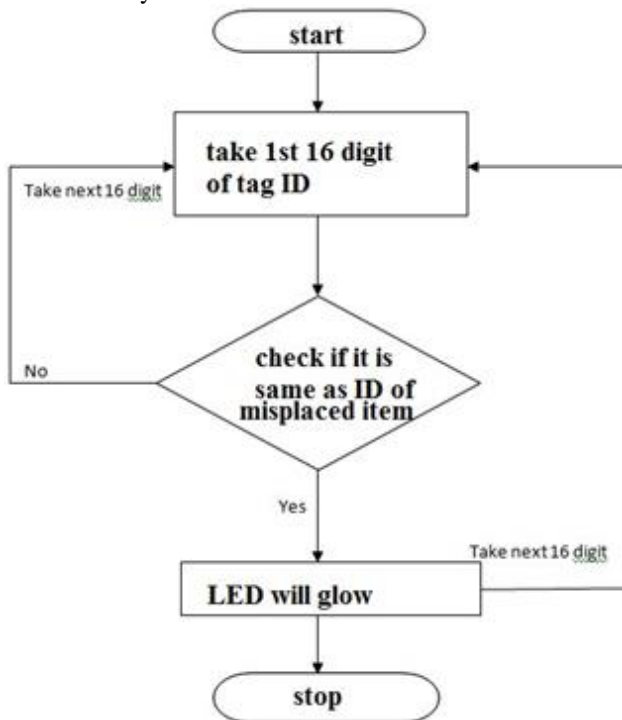 start
take 1st 16 digit
of tag ID
Take next 16 digit
No
check if it is
same as ID of
misplaced item
Yes
Take next 16 digit
LED will glow
stop